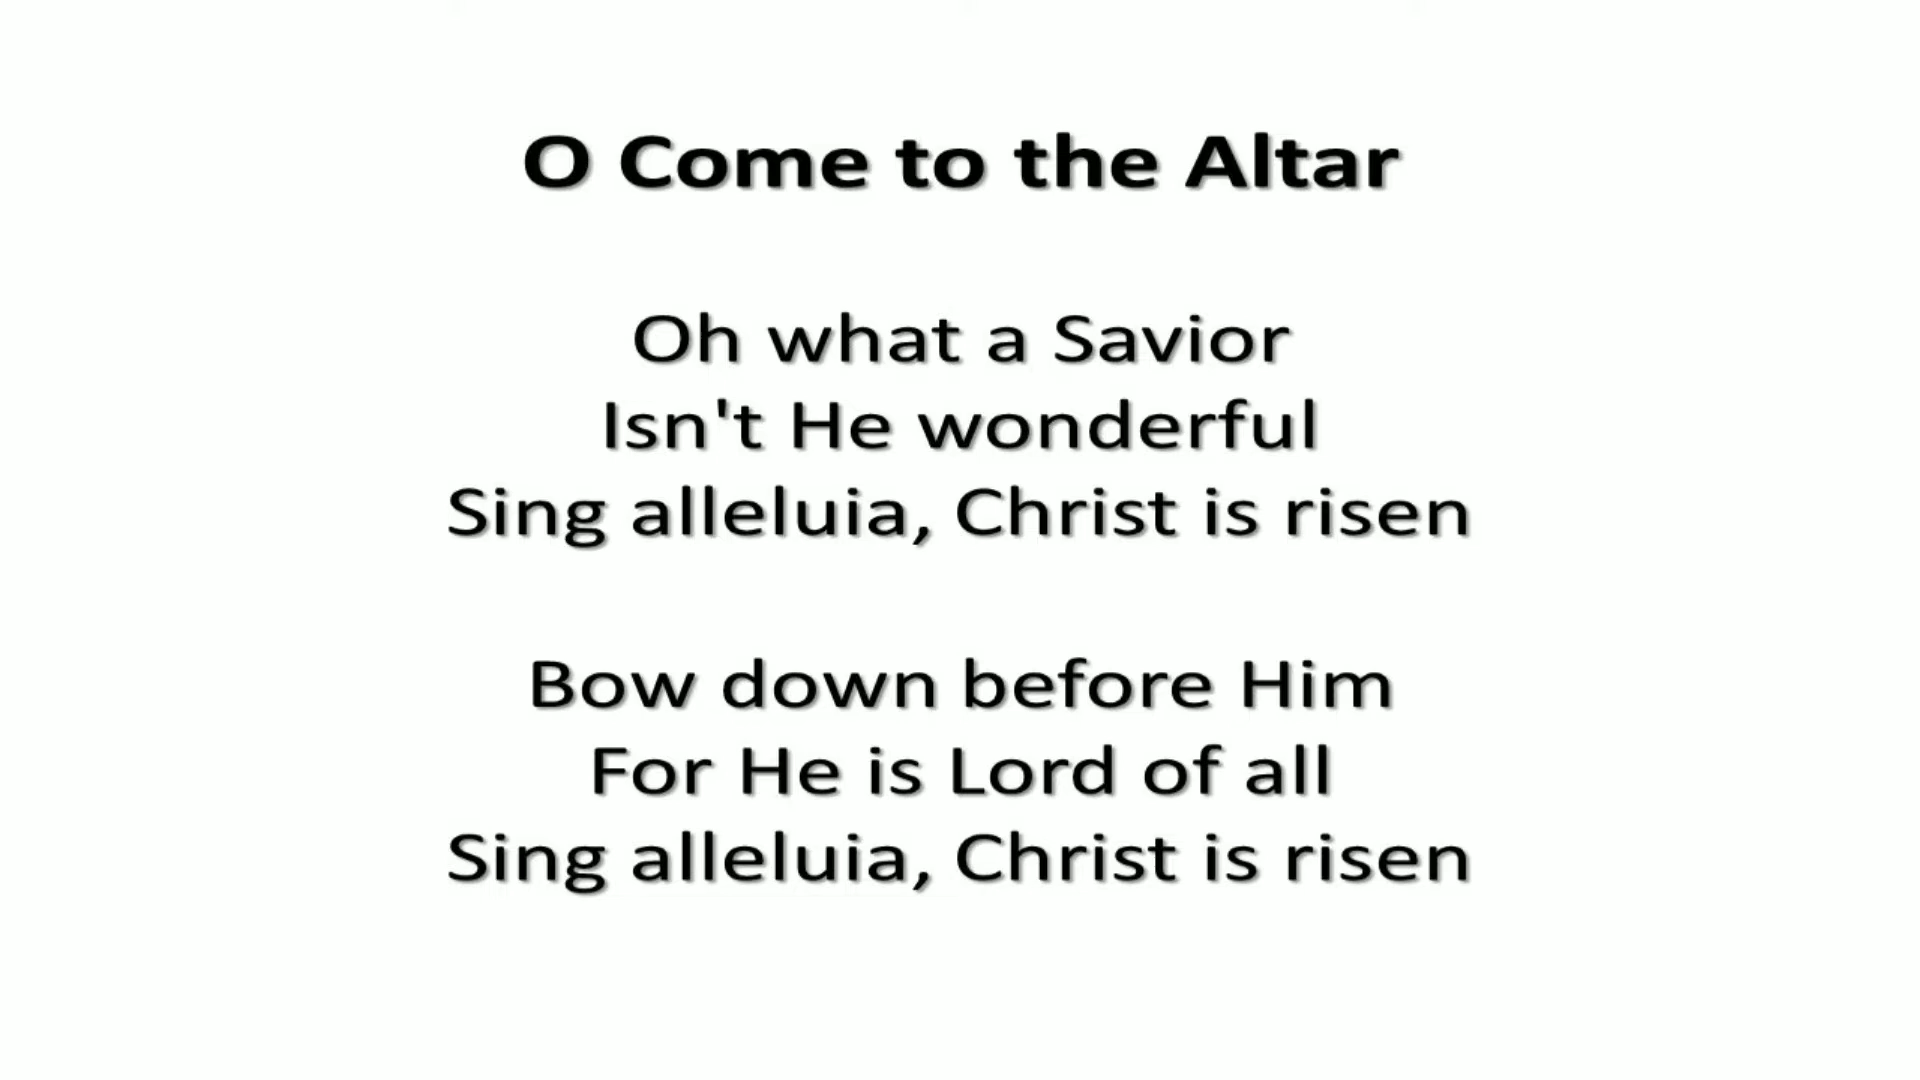 O Come to the Altar
Oh what a Savior
Isn't He wonderful
Sing alleluia, Christ is risen
Bow down before Him
For He is Lord of all
Sing alleluia, Christ is risen